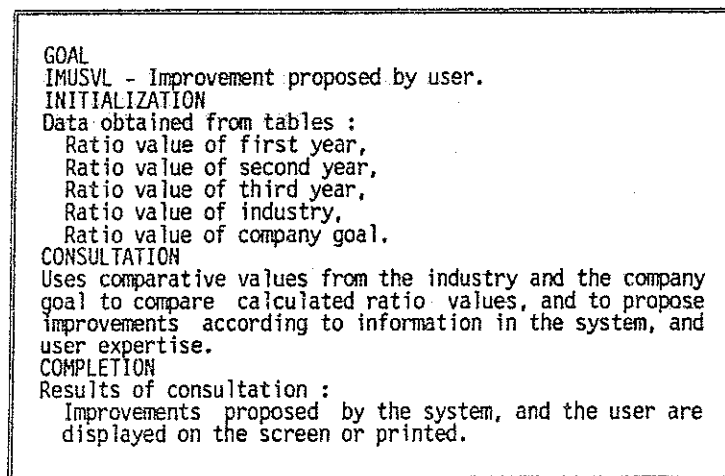 GOAL
IMUSVL - Improvement proposed by user.
INITIALIZATION
Data obtained from tables :
Ratio value of first year,
Ratio value of second year,
Ratio value of third year,
Ratio value of industry,
Ratio value of company goal.
CONSULTATION
Uses comparative values from the industry and the company
goal to compare calculated ratio values, and to propose
improvements according to information in the system, and
user expertise.
COMPLETION
Results of consultation :
Improvements proposed by the system, and the user are
displayed on the screen or printed.